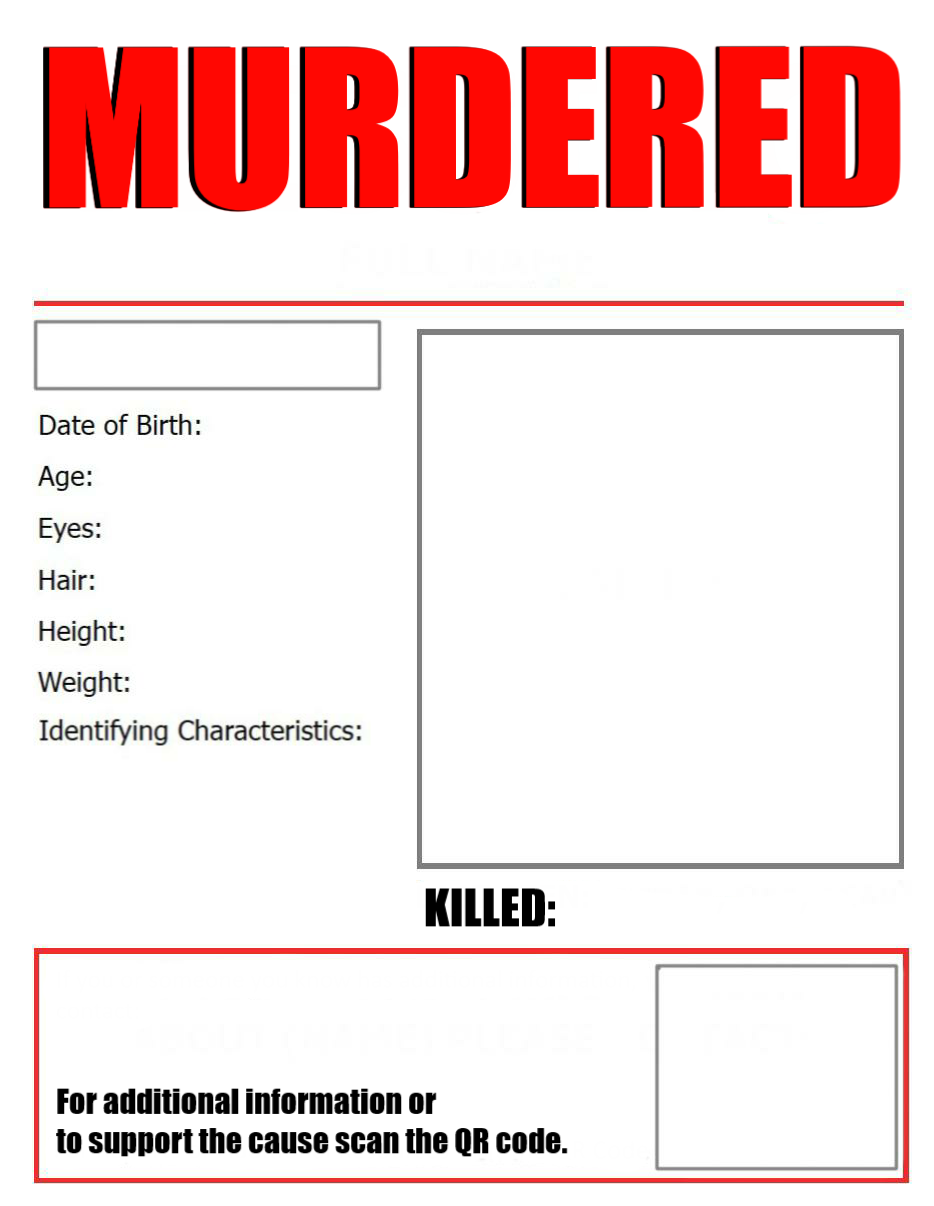 MURDERED
Date of Birth:
Age:
Eyes:
Hair:
Height:
Weight:
Identifying Characteristics:
KILLED:
For additional information or
to support the cause scan the QR code.